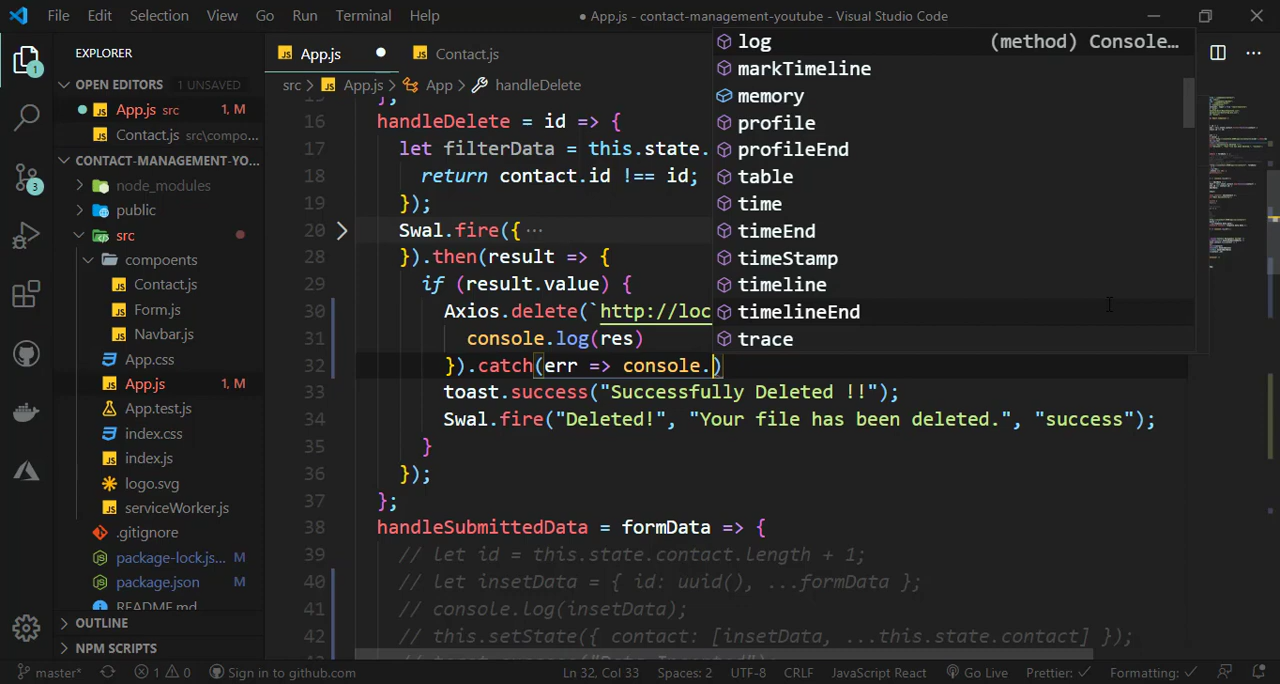 File Edit Selection View Go Run Terminal Help ● App.js - contact-management-youtube - Visual Studio Code
EXPLORER
OPEN EDITORS 1 UNSAVED
App.js src 1, M
Contact.js src\compo...
CONTACT-MANAGEMENT-YO...
node_modules
public
src
compoents
Contact.js
Form.js
Navbar.js
App.css
App.js 1, M
App.test.js
index.css
index.js
logo.svg
serviceWorker.js
.gitignore
package-lock.js... M
package.json M
README.md
OUTLINE
NPM SCRIPTS
1
3
App.js ● Contact.js
src > App.js > App > handleDelete
};
16 handleDelete = id => {
17 let filterData = this.state.
18 return contact.id !== id;
19 });
20 Swal.fire({ ...
28 }).then(result => {
29 if (result.value) {
30 Axios.delete(`http://loc
31 console.log(res)
32 }).catch(err => console.)
33 toast.success("Successfully Deleted !!");
34 Swal.fire("Deleted!", "Your file has been deleted.", "success");
35 }
36 });
37 };
38 handleSubmittedData = formData => {
39 // let id = this.state.contact.length + 1;
40 // let insetData = { id: uuid(), ...formData };
41 // console.log(insetData);
42 // this.setState({ contact: [insetData, ...this.state.contact] });
log (method) Console...
markTimeline
memory
profile
profileEnd
table
time
timeEnd
timeStamp
timeline
timelineEnd
trace
master* 1 0 Sign in to github.com Ln 32, Col 33 Spaces: 2 UTF-8 CRLF JavaScript React Go Live Prettier: ✓ Formatting: ✓